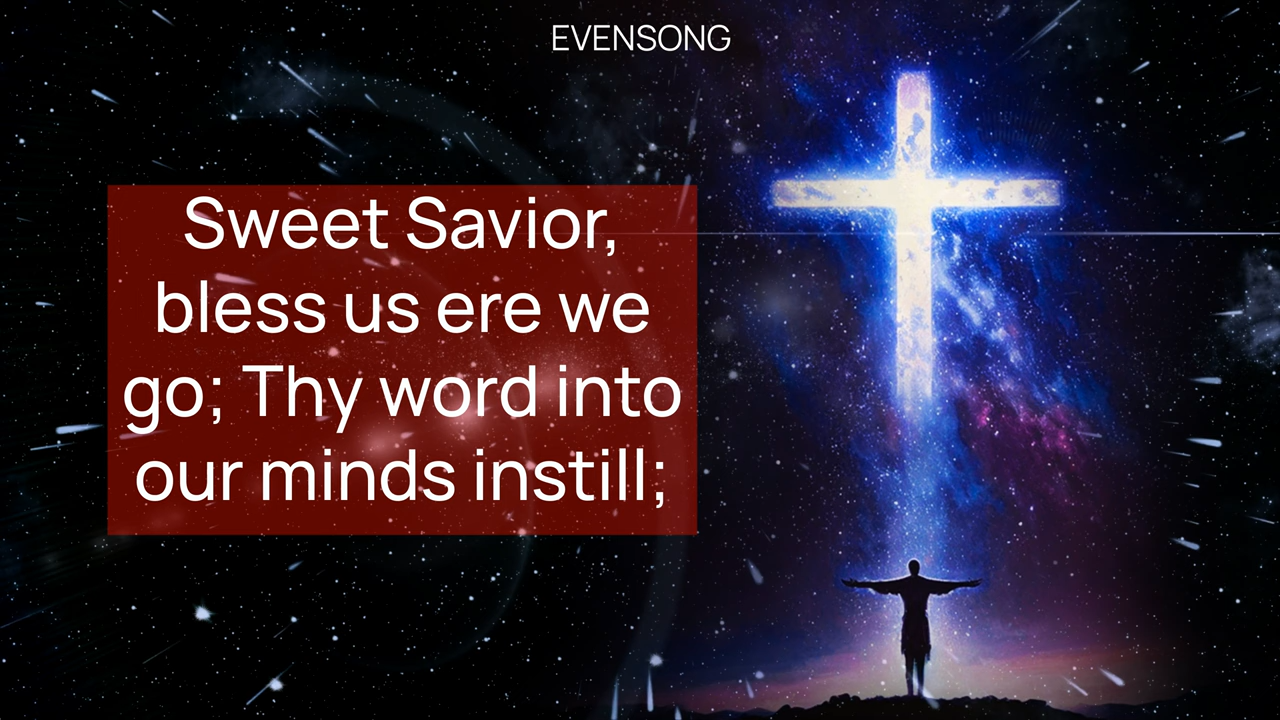 EVENSONG
Sweet Savior,
bless us ere we
go; Thy word into
our minds instill;